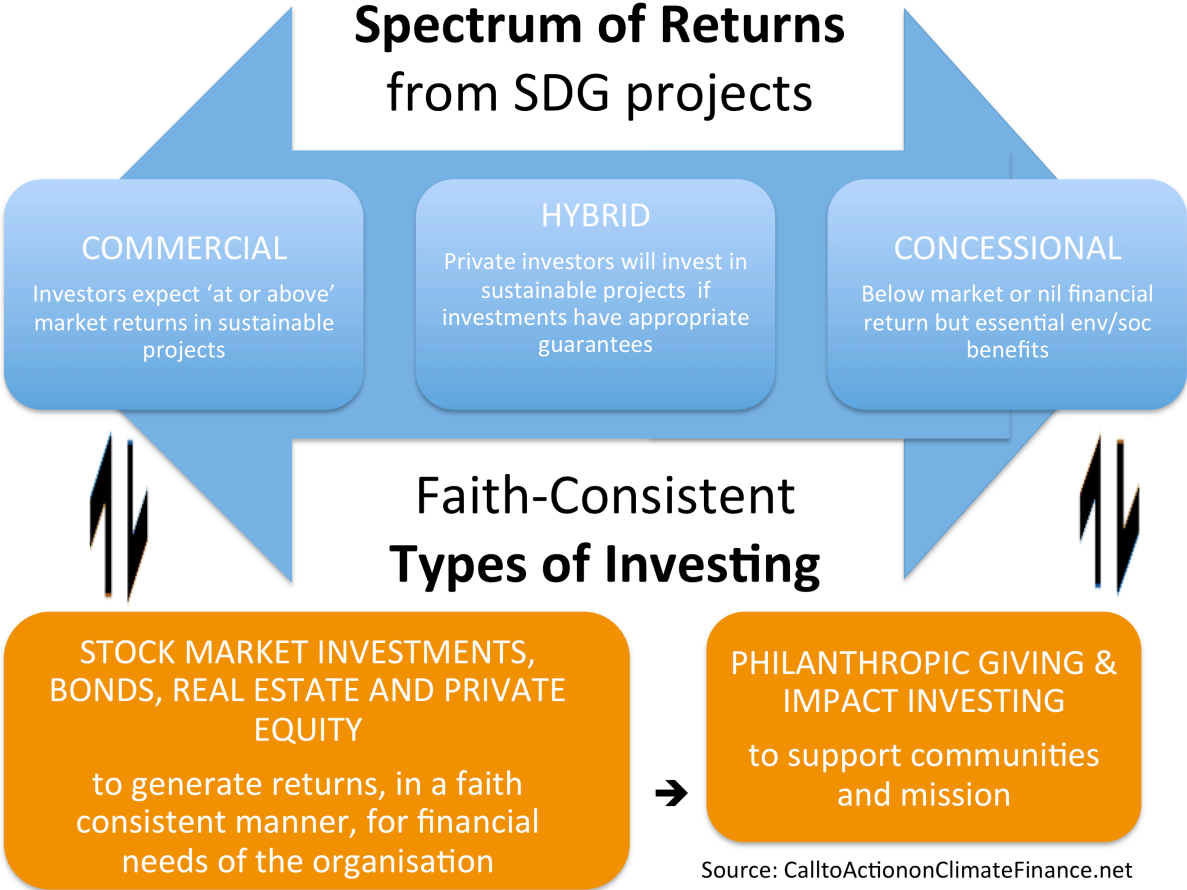 Spectrum of Returns
from SDG projects
COMMERCIAL
Investors expect ‘at or above’
market returns in sustainable
projects
HYBRID
Private investors will invest in
sustainable projects if
investments have appropriate
guarantees
CONCESSIONAL
Below market or nil financial
return but essential env/soc
benefits
Faith-Consistent
Types of Investing
STOCK MARKET INVESTMENTS,
BONDS, REAL ESTATE AND PRIVATE
EQUITY
to generate returns, in a faith
consistent manner, for financial
needs of the organisation
PHILANTHROPIC GIVING &
IMPACT INVESTING
to support communities
and mission
Source: CalltoActiononClimateFinance.net